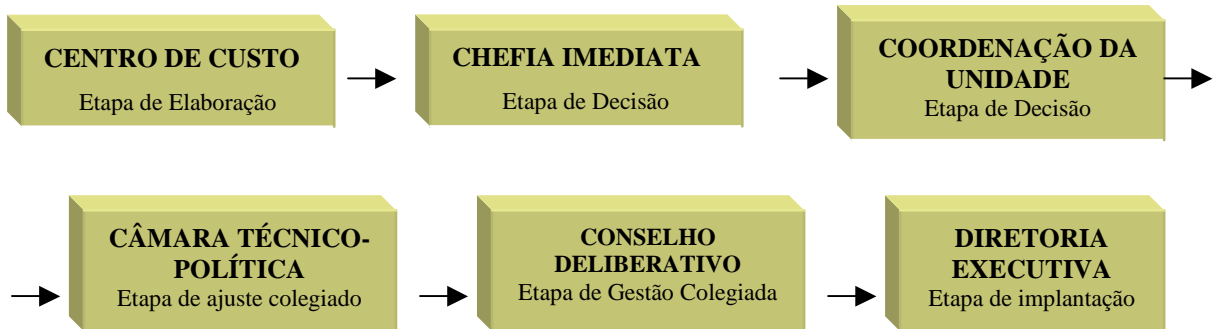 CENTRO DE CUSTO
Etapa de Elaboração
CHEFIA IMEDIATA
Etapa de Decisão
COORDENAÇÃO DA
UNIDADE
Etapa de Decisão
CÂMARA TÉCNICO-
POLÍTICA
Etapa de ajuste colegiado
CONSELHO
DELIBERATIVO
Etapa de Gestão Colegiada
DIRETORIA
EXECUTIVA
Etapa de implantação